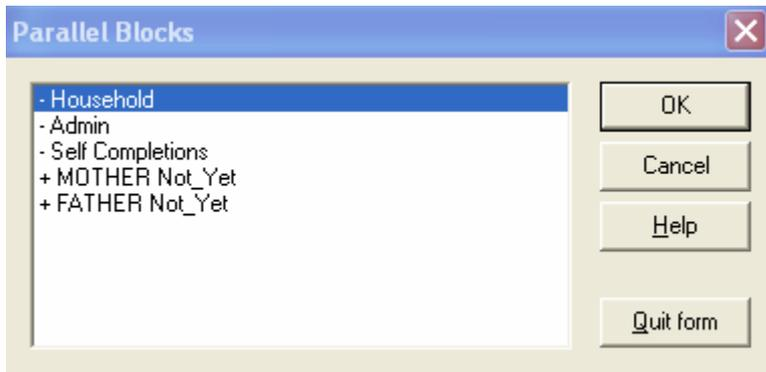 Parallel Blocks
- Household
- Admin
- Self Completions
+ MOTHER Not_Yet
+ FATHER Not_Yet
OK
Cancel
Help
Quit form